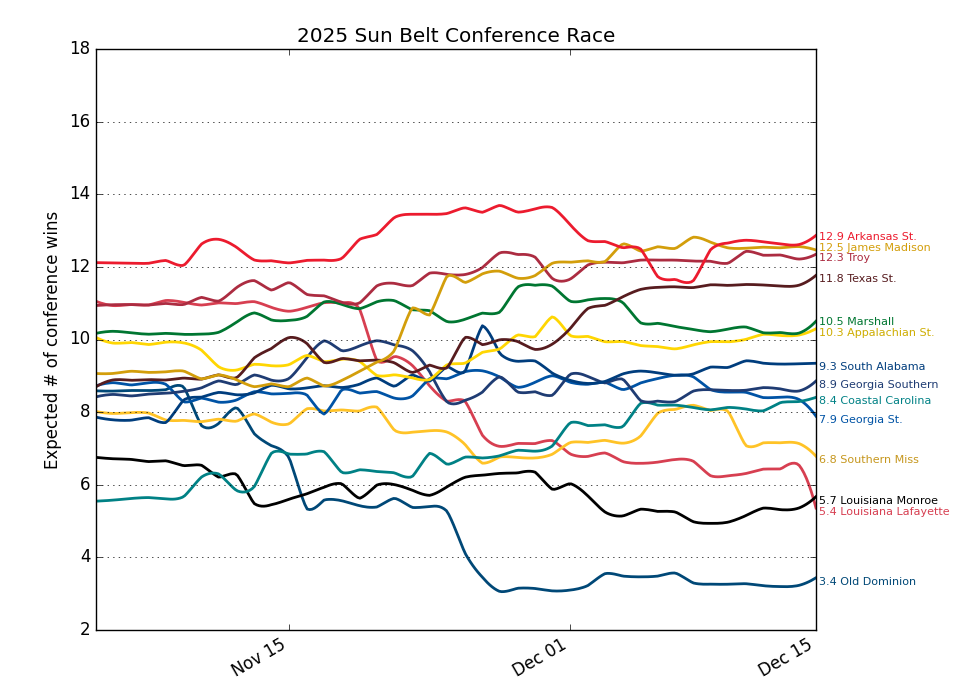 2025 Sun Belt Conference Race
Expected # of conference wins
18
16
14
12
10
8
6
4
2
12.9 Arkansas St.
12.5 James Madison
12.3 Troy
11.8 Texas St.
10.5 Marshall
10.3 Appalachian St.
9.3 South Alabama
8.9 Georgia Southern
8.4 Coastal Carolina
7.9 Georgia St.
6.8 Southern Miss
5.7 Louisiana Monroe
5.4 Louisiana Lafayette
3.4 Old Dominion
Nov 15
Dec 01
Dec 15